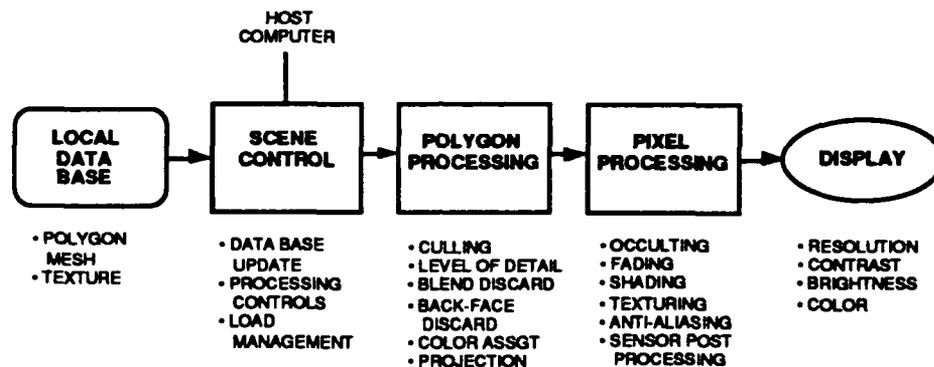 HOST
COMPUTER
LOCAL
DATA
BASE
SCENE
CONTROL
POLYGON
PROCESSING
PIXEL
PROCESSING
DISPLAY
• POLYGON
MESH
• TEXTURE
• DATA BASE
UPDATE
• PROCESSING
CONTROLS
• LOAD
MANAGEMENT
• CULLING
• LEVEL OF DETAIL
• BLEND DISCARD
• BACK-FACE
DISCARD
• COLOR ASSGT
• PROJECTION
• OCCULTING
• FADING
• SHADING
• TEXTURING
• ANTI-ALIASING
• SENSOR POST
PROCESSING
• RESOLUTION
• CONTRAST
• BRIGHTNESS
• COLOR